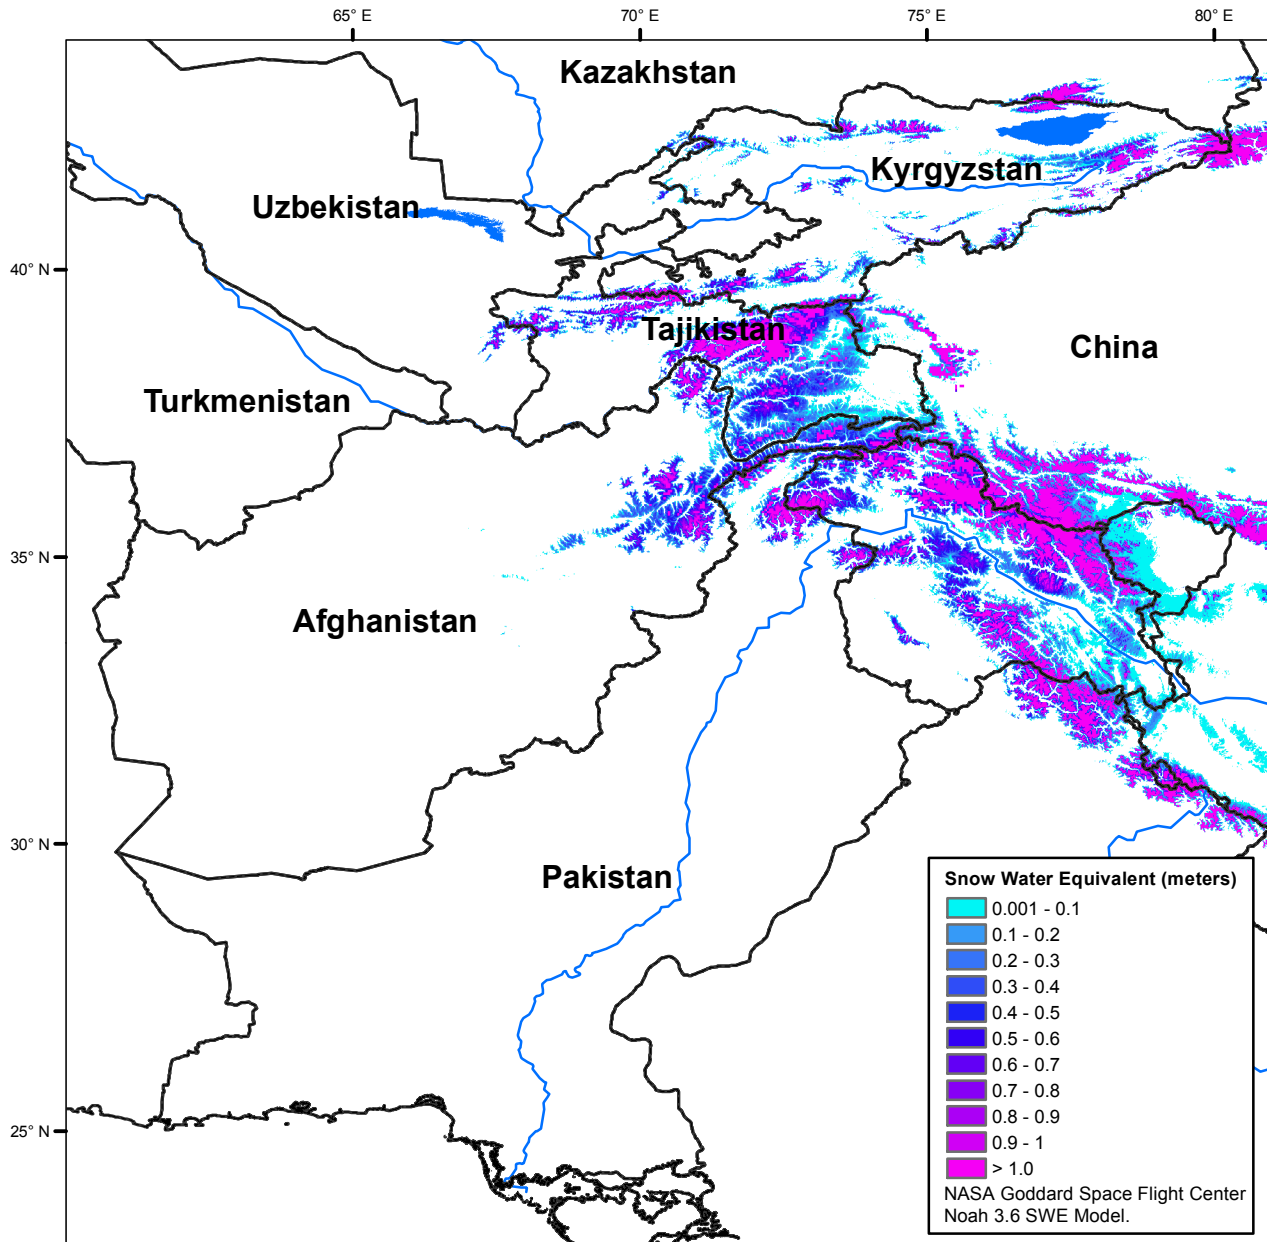 65° E
70° E
75° E
80° E
Kazakhstan
Kyrgyzstan
Uzbekistan
40° N
Tajikistan
China
Turkmenistan
35° N
Afghanistan
30° N
Pakistan
25° N
Snow Water Equivalent (meters)
0.001 - 0.1
0.1 - 0.2
0.2 - 0.3
0.3 - 0.4
0.4 - 0.5
0.5 - 0.6
0.6 - 0.7
0.7 - 0.8
0.8 - 0.9
0.9 - 1
> 1.0
NASA Goddard Space Flight Center
Noah 3.6 SWE Model.